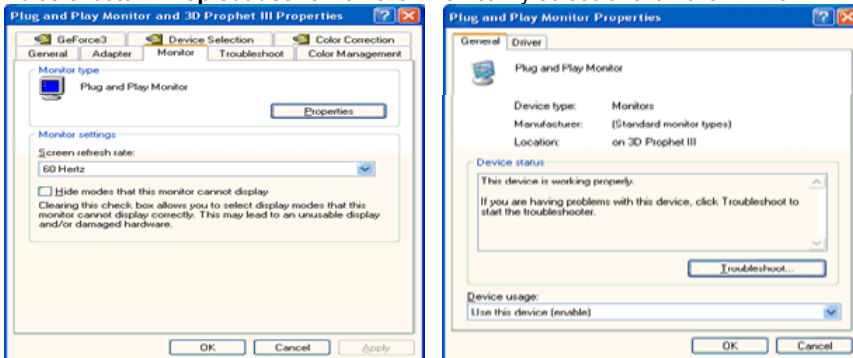 Plug and Play Monitor and 3D Prophet III Properties
GeForce3 Device Selection Color Correction
General Adapter Monitor Troubleshoot Color Management
Monitor type
Plug and Play Monitor
Properties
Monitor settings
Screen refresh rate:
60 Hertz
Hide modes that this monitor cannot display
Clearing this check box allows you to select display modes that this
monitor cannot display correctly. This may lead to an unusable display
and/or damaged hardware.
OK Cancel Apply
Plug and Play Monitor Properties
General Driver
Plug and Play Monitor
Device type: Monitors
Manufacturer: (Standard monitor types)
Location: on 3D Prophet III
Device status
This device is working properly.
If you are having problems with this device, click Troubleshoot to
start the troubleshooter.
Troubleshoot...
Device usage:
Use this device (enable)
OK Cancel